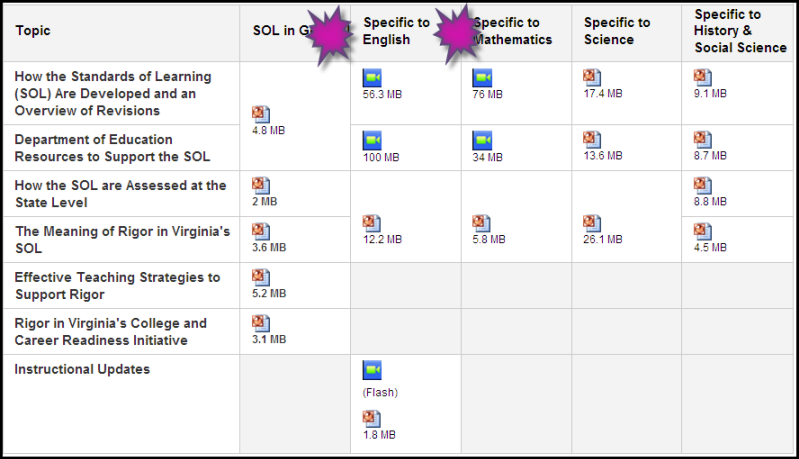 Topic
SOL in G
Specific to
English
Specific to
Mathematics
Specific to
Science
Specific to
History &
Social Science
How the Standards of Learning
(SOL) Are Developed and an
Overview of Revisions
4.8 MB
56.3 MB
76 MB
17.4 MB
9.1 MB
Department of Education
Resources to Support the SOL
100 MB
34 MB
13.6 MB
8.7 MB
How the SOL are Assessed at the
State Level
2 MB
12.2 MB
5.8 MB
26.1 MB
8.8 MB
The Meaning of Rigor in Virginia's
SOL
3.6 MB
4.5 MB
Effective Teaching Strategies to
Support Rigor
5.2 MB
Rigor in Virginia's College and
Career Readiness Initiative
3.1 MB
Instructional Updates
(Flash)
1.8 MB